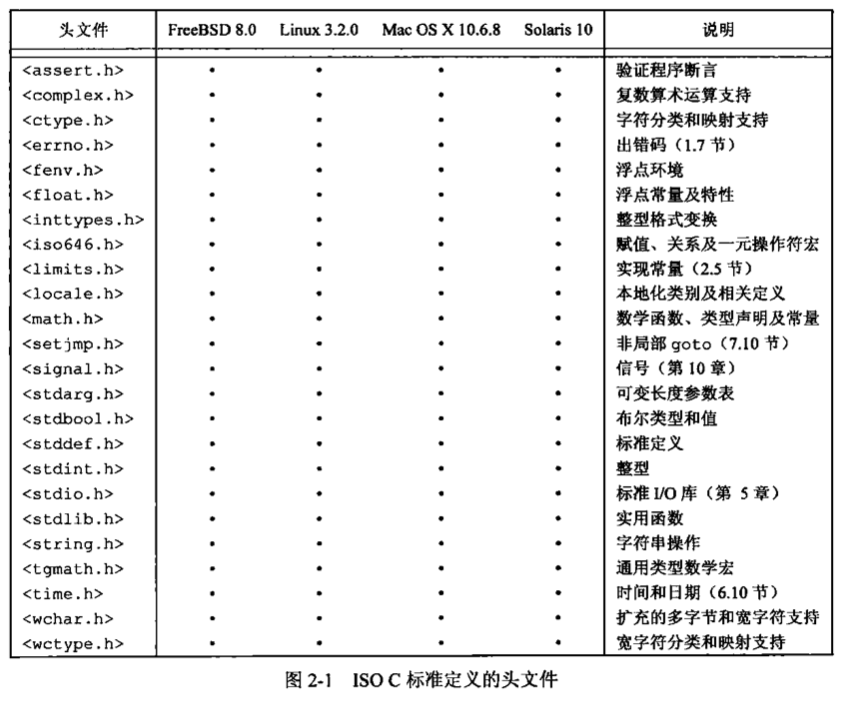 头文件 FreeBSD 8.0 Linux 3.2.0 Mac OS X 10.6.8 Solaris 10 说明
<assert.h> • • • • 验证程序断言
<complex.h> • • • • 复数算术运算支持
<ctype.h> • • • • 字符分类和映射支持
<errno.h> • • • • 出错码（1.7 节）
<fenv.h> • • • • 浮点环境
<float.h> • • • • 浮点常量及特性
<inttypes.h> • • • • 整型格式变换
<iso646.h> • • • • 赋值、关系及一元操作符宏
<limits.h> • • • • 实现常量（2.5 节）
<locale.h> • • • • 本地化类别及相关定义
<math.h> • • • • 数学函数、类型声明及常量
<setjmp.h> • • • • 非局部 goto（7.10 节）
<signal.h> • • • • 信号（第 10 章）
<stdarg.h> • • • • 可变长度参数表
<stdbool.h> • • • • 布尔类型和值
<stddef.h> • • • • 标准定义
<stdint.h> • • • • 整型
<stdio.h> • • • • 标准 I/O 库（第 5 章）
<stdlib.h> • • • • 实用函数
<string.h> • • • • 字符串操作
<tgmath.h> • • • • 通用类型数学宏
<time.h> • • • • 时间和日期（6.10 节）
<wchar.h> • • • • 扩充的多字节和宽字符支持
<wctype.h> • • • • 宽字符分类和映射支持
图 2-1 ISO C 标准定义的头文件